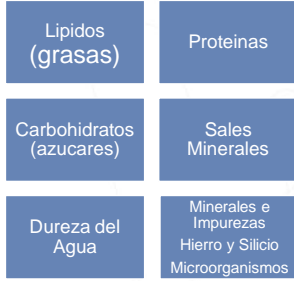 Lipidos
(grasas)
Proteinas
Carbohidratos
(azucares)
Sales
Minerales
Dureza del
Agua
Minerales e
Impurezas
Hierro y Silicio
Microorganismos